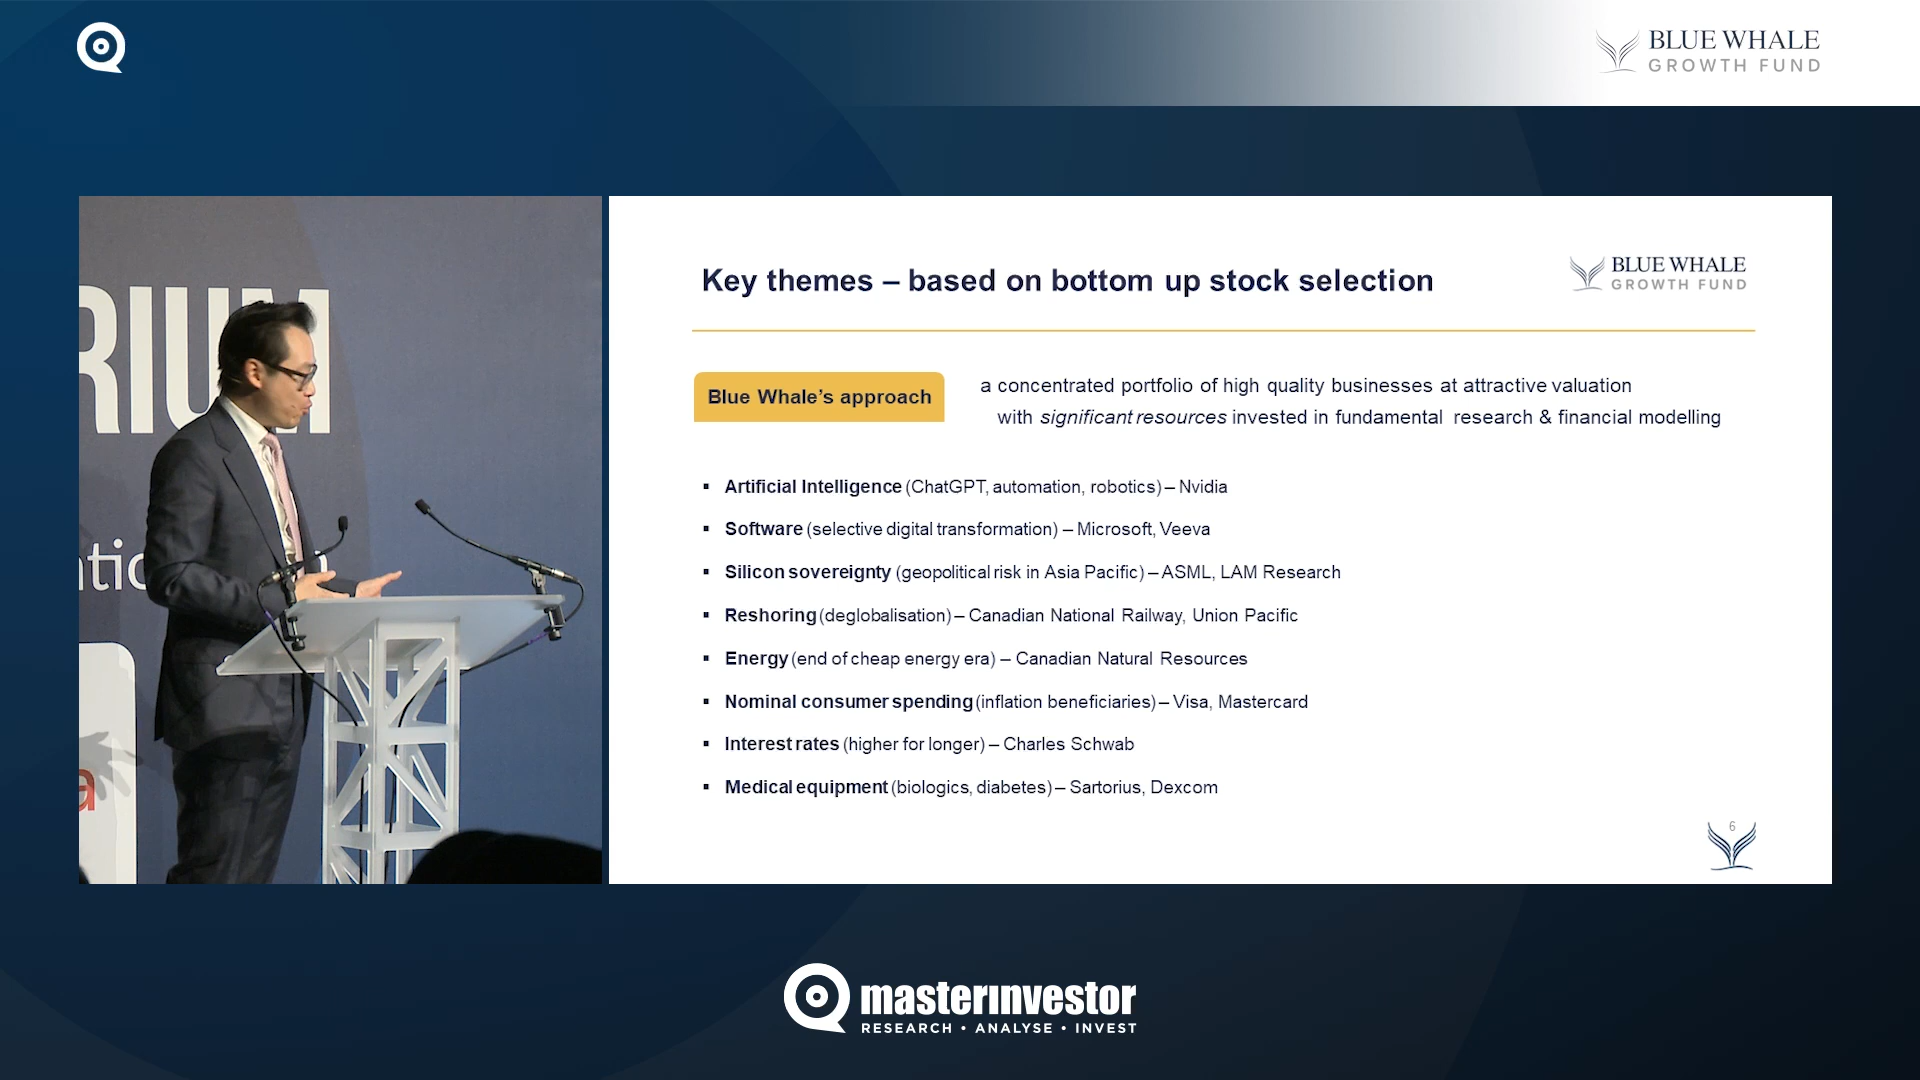 BLUE WHALE
GROWTH FUND
RIUM
Key themes – based on bottom up stock selection
BLUE WHALE
GROWTH FUND
Blue Whale's approach
a concentrated portfolio of high quality businesses at attractive valuation
with significant resources invested in fundamental research & financial modelling
▪ Artificial Intelligence (ChatGPT, automation, robotics) – Nvidia
▪ Software (selective digital transformation) – Microsoft, Veeva
▪ Silicon sovereignty (geopolitical risk in Asia Pacific) – ASML, LAM Research
▪ Reshoring (deglobalisation) – Canadian National Railway, Union Pacific
▪ Energy (end of cheap energy era) – Canadian Natural Resources
▪ Nominal consumer spending (inflation beneficiaries) – Visa, Mastercard
▪ Interest rates (higher for longer) – Charles Schwab
▪ Medical equipment (biologics, diabetes) – Sartorius, Dexcom
6
masterinvestor
RESEARCH • ANALYSE • INVEST